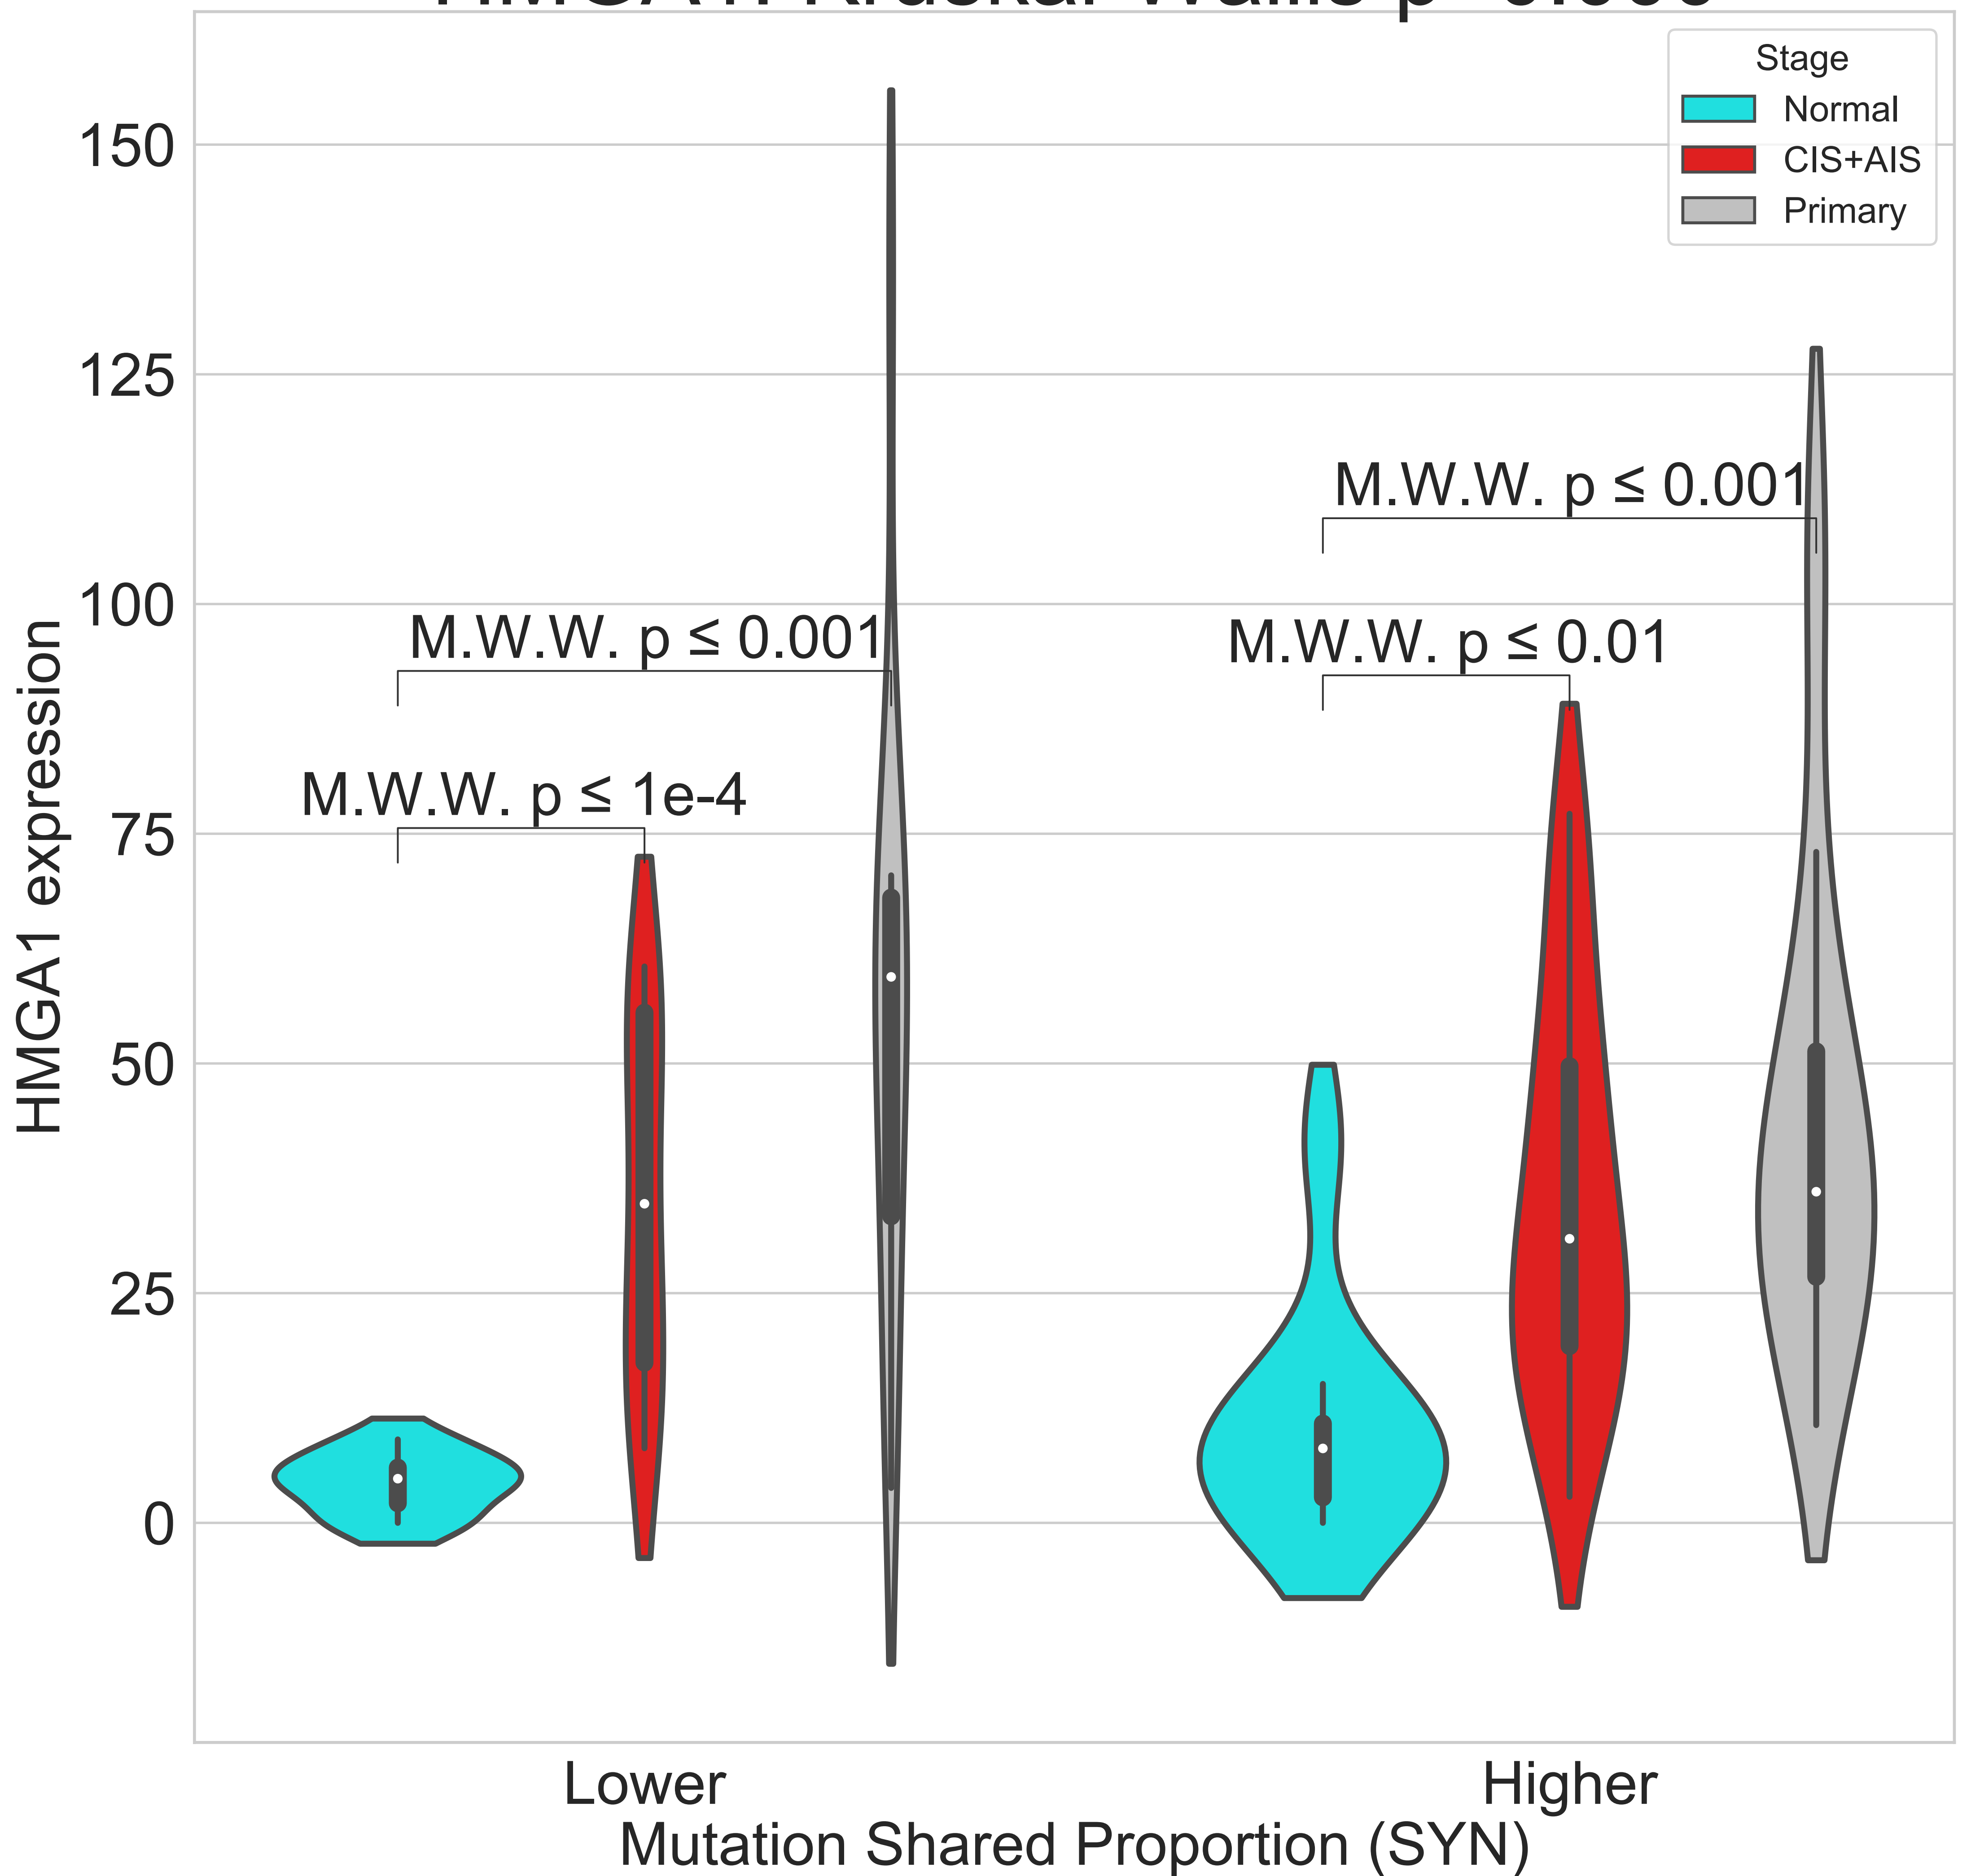 Stage
Normal
CIS+AIS
Primary
150
125
100
75
50
25
0
HMGA1 expression
M.W.W. p ≤ 0.001
M.W.W. p ≤ 0.001
M.W.W. p ≤ 0.01
M.W.W. p ≤ 1e-4
Lower
Higher
Mutation Shared Proportion (SYN)